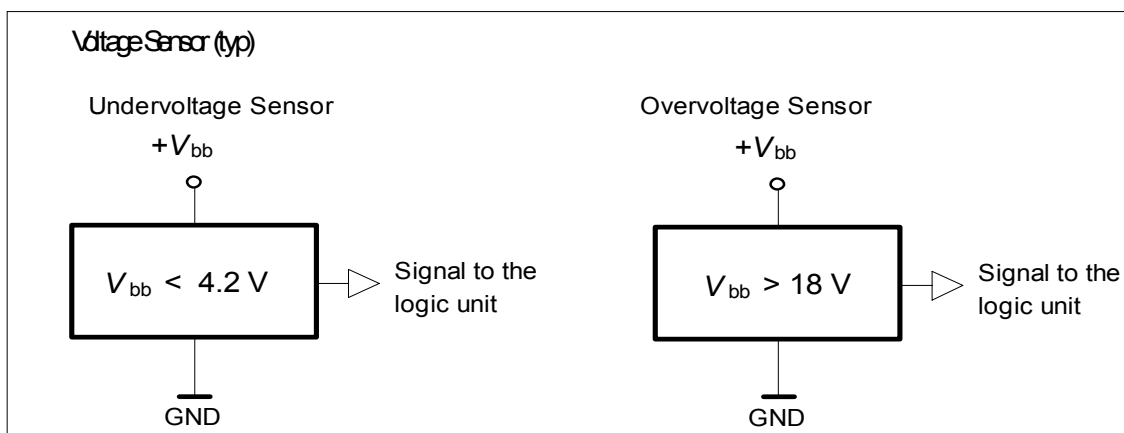 Voltage Sensor (typ)
Undervoltage Sensor
+Vbb
Vbb < 4.2 V
Signal to the
logic unit
GND
Overvoltage Sensor
+Vbb
Vbb > 18 V
Signal to the
logic unit
GND